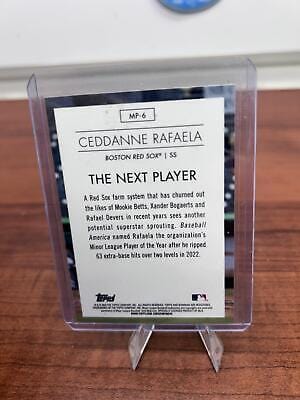 MP-6
CEDDANNE RAFAELA
BOSTON RED SOX® | SS
THE NEXT PLAYER
A Red Sox farm system that has churned out
the likes of Mookie Betts, Xander Bogaerts and
Rafael Devers in recent years sees another
potential superstar sprouting. Baseball
America named Rafaela the organization's
Minor League Player of the Year after he ripped
63 extra-base hits over two levels in 2022.
Topps